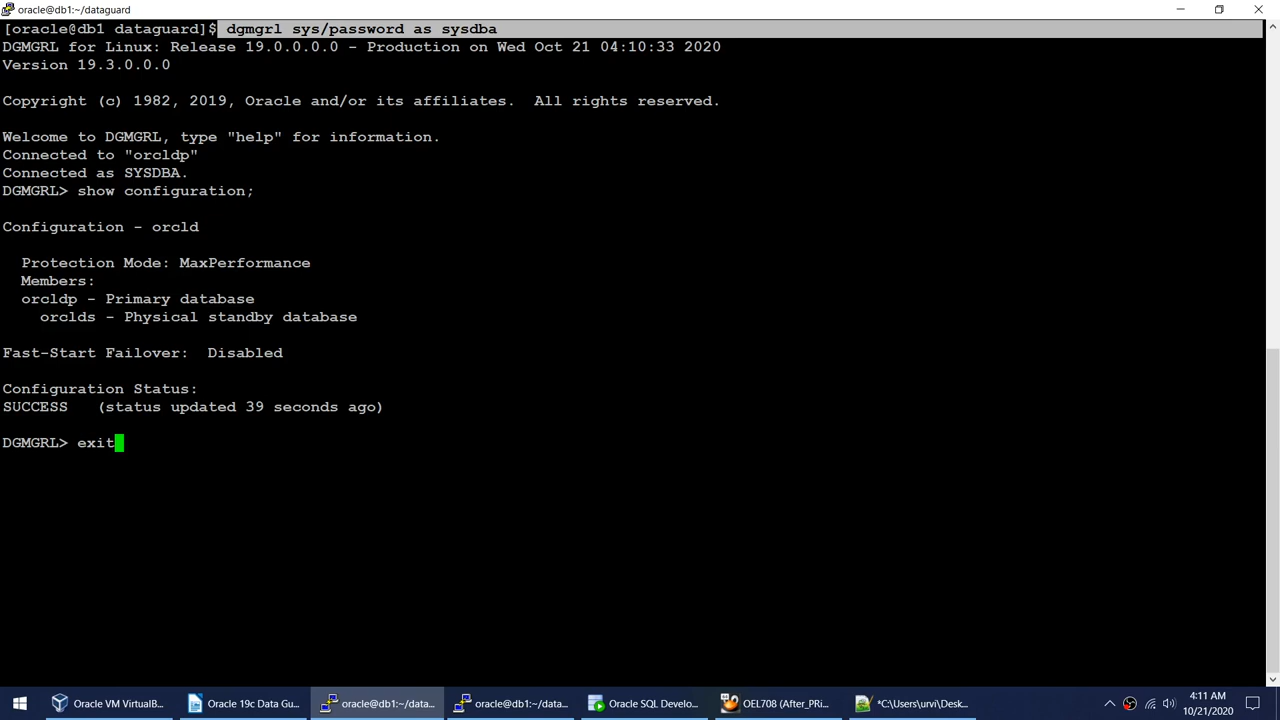 oracle@db1:~/dataguard
[oracle@db1 dataguard]$ dgmgrl sys/password as sysdba
DGMGRL for Linux: Release 19.0.0.0.0 - Production on Wed Oct 21 04:10:33 2020
Version 19.3.0.0.0
Copyright (c) 1982, 2019, Oracle and/or its affiliates.  All rights reserved.
Welcome to DGMGRL, type "help" for information.
Connected to "orcldp"
Connected as SYSDBA.
DGMGRL> show configuration;
Configuration - orcld
Protection Mode: MaxPerformance
Members:
orcldp - Primary database
orclds - Physical standby database
Fast-Start Failover:  Disabled
Configuration Status:
SUCCESS   (status updated 39 seconds ago)
DGMGRL> exit
Oracle VM VirtualB... Oracle 19c Data Gu... oracle@db1:~/data... oracle@db1:~/data... Oracle SQL Develo... OEL708 (After_PRi... *C:\Users\urvi\Desk...
4:11 AM
10/21/2020